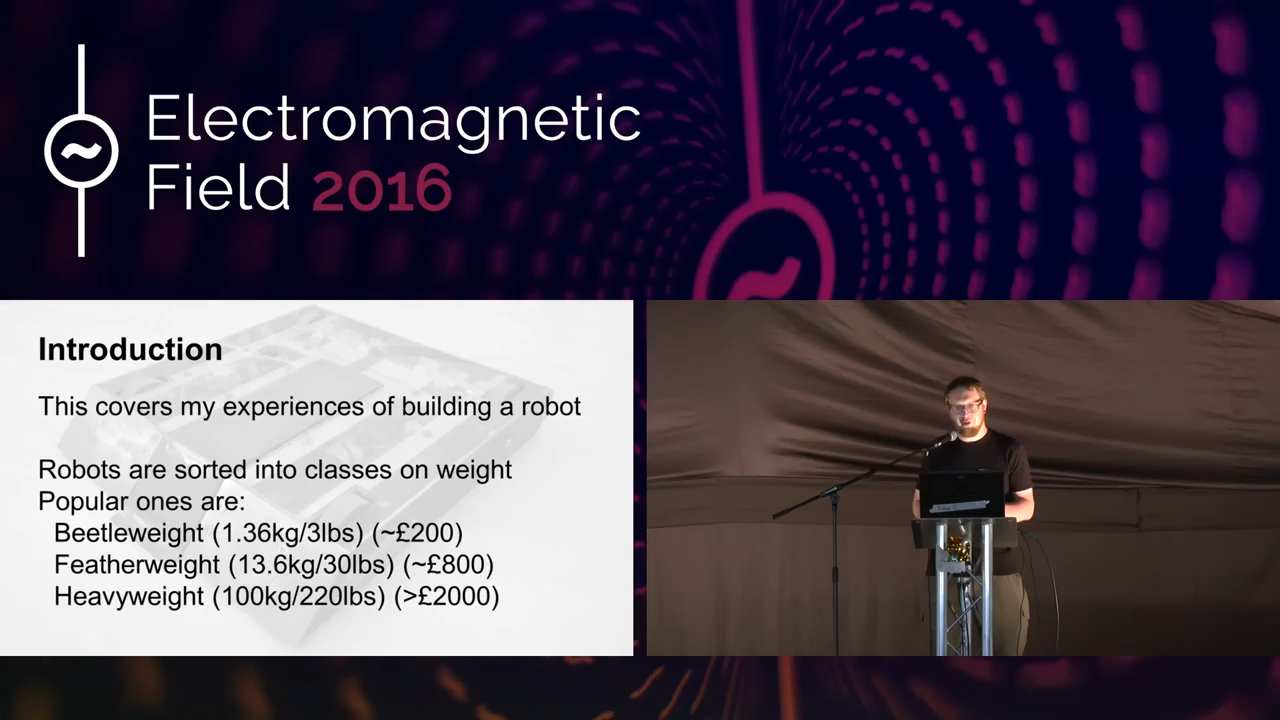 Electromagnetic
Field 2016
Introduction
This covers my experiences of building a robot
Robots are sorted into classes on weight
Popular ones are:
Beetleweight (1.36kg/3lbs) (~£200)
Featherweight (13.6kg/30lbs) (~£800)
Heavyweight (100kg/220lbs) (>£2000)